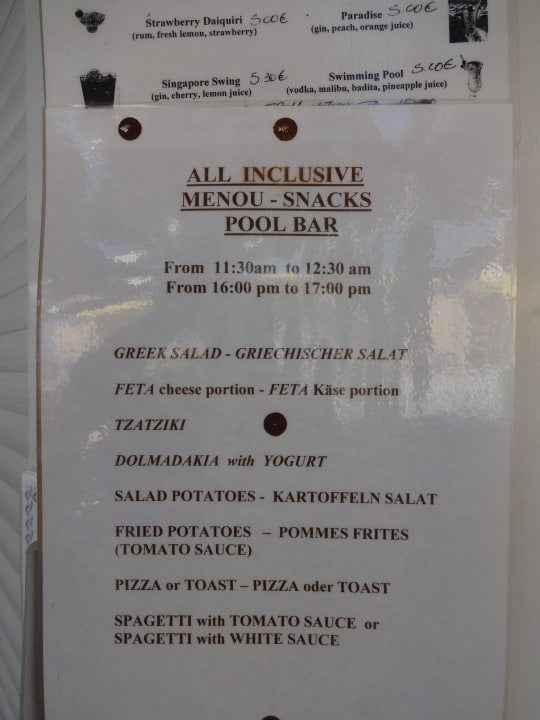 Strawberry Daiquiri 5.00€
(rum, fresh lemon, strawberry)
Paradise 5.00€
(gin, peach, orange juice)
Singapore Swing 5.30€
(gin, cherry, lemon juice)
Swimming Pool 5.00€
(vodka, malibu, badita, pineapple juice)
ALL INCLUSIVE
MENOU - SNACKS
POOL BAR
From 11:30am to 12:30 am
From 16:00 pm to 17:00 pm
GREEK SALAD - GRIECHISCHER SALAT
FETA cheese portion - FETA Käse portion
TZATZIKI
DOLMADAKIA with YOGURT
SALAD POTATOES - KARTOFFELN SALAT
FRIED POTATOES – POMMES FRITES
(TOMATO SAUCE)
PIZZA or TOAST – PIZZA oder TOAST
SPAGETTI with TOMATO SAUCE or
SPAGETTI with WHITE SAUCE